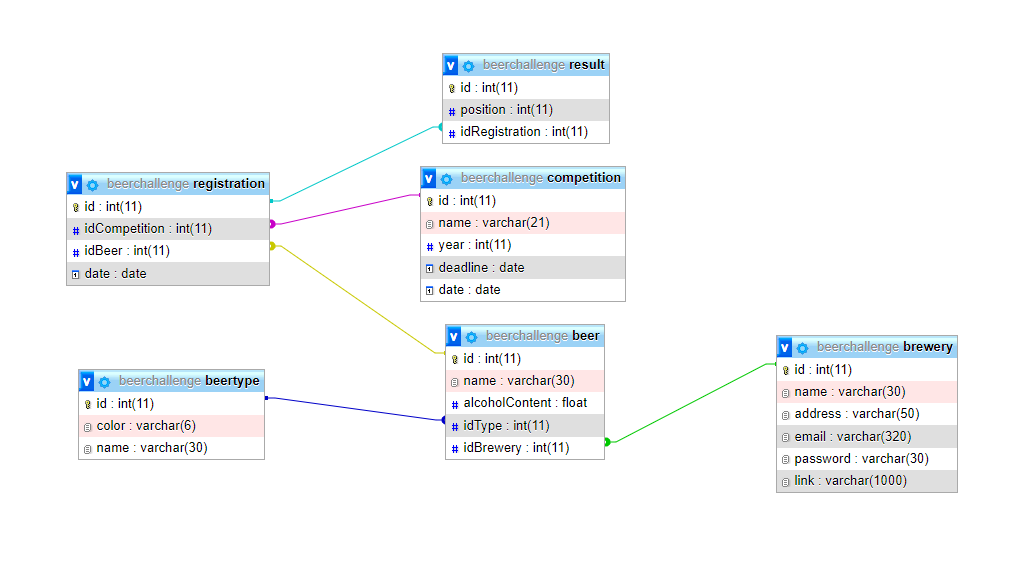 beerchallenge result
id : int(11)
position : int(11)
idRegistration : int(11)
beerchallenge registration
id : int(11)
idCompetition : int(11)
idBeer : int(11)
date : date
beerchallenge competition
id : int(11)
name : varchar(21)
year : int(11)
deadline : date
date : date
beerchallenge beer
id : int(11)
name : varchar(30)
alcoholContent : float
idType : int(11)
idBrewery : int(11)
beerchallenge beertype
id : int(11)
color : varchar(6)
name : varchar(30)
beerchallenge brewery
id : int(11)
name : varchar(30)
address : varchar(50)
email : varchar(320)
password : varchar(30)
link : varchar(1000)